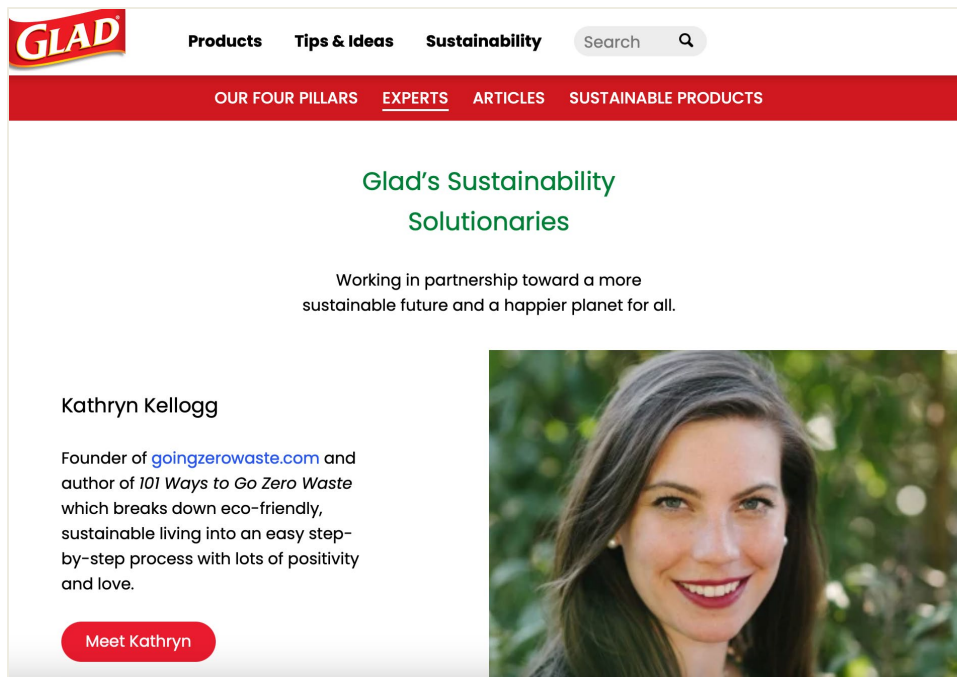 GLAD
Products Tips & Ideas Sustainability Search
OUR FOUR PILLARS EXPERTS ARTICLES SUSTAINABLE PRODUCTS
Glad's Sustainability
Solutionaries
Working in partnership toward a more
sustainable future and a happier planet for all.
Kathryn Kellogg
Founder of goingzerowaste.com and
author of 101 Ways to Go Zero Waste
which breaks down eco-friendly,
sustainable living into an easy step-
by-step process with lots of positivity
and love.
Meet Kathryn